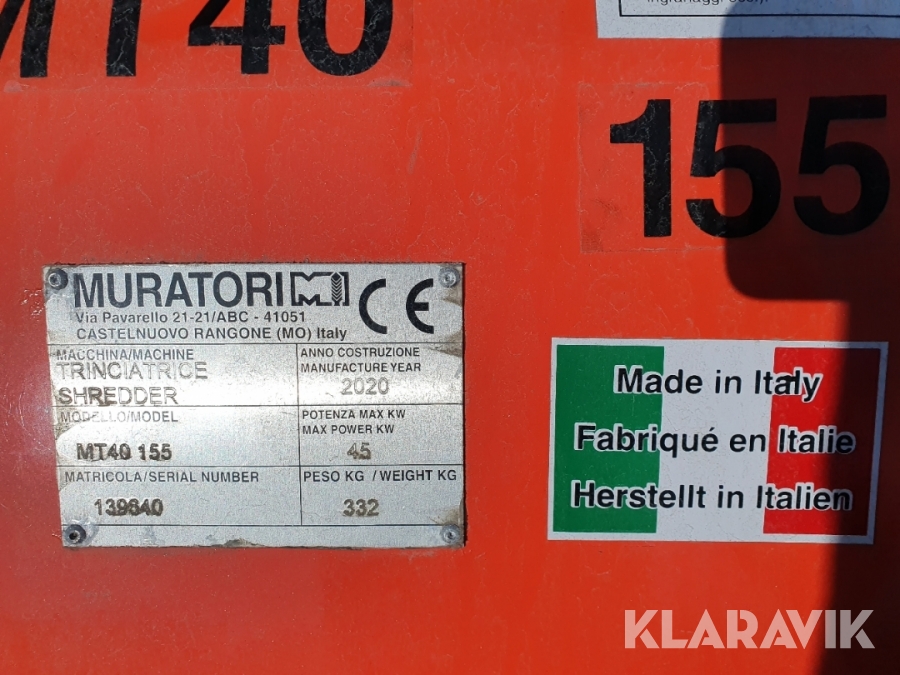 MT40
155
MURATORI
Via Pavarello 21-21/ABC - 41051
CASTELNUOVO RANGONE (MO) Italy
CE
MACCHINA/MACHINE
TRINCIATRICE
SHREDDER
ANNO COSTRUZIONE
MANUFACTURE YEAR
2020
MODELLO/MODEL
MT40 155
POTENZA MAX KW
MAX POWER KW
45
MATRICOLA/SERIAL NUMBER
139640
PESO KG / WEIGHT KG
332
Made in Italy
Fabriqué en Italie
Herstellt in Italien
KLARAVIK